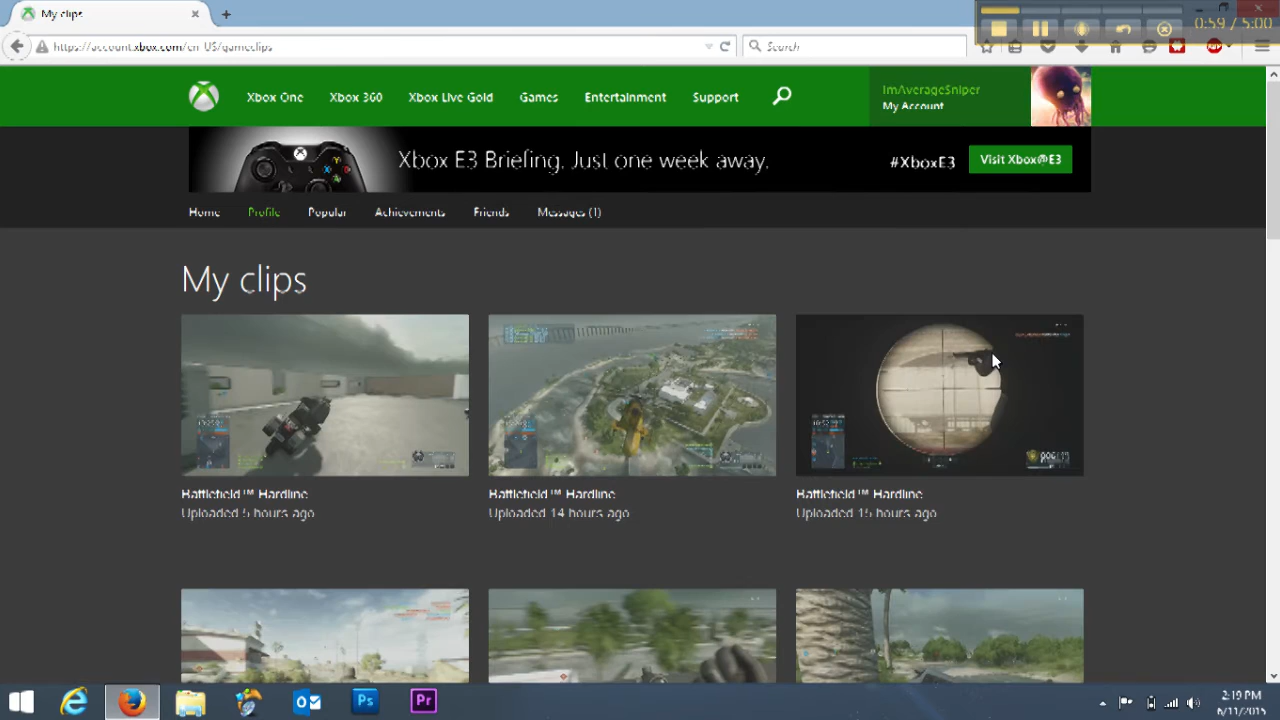 My clips
0:59 / 5:00
https://account.xbox.com/en-US/gameclips
Search
Xbox One
Xbox 360
Xbox Live Gold
Games
Entertainment
Support
ImAverageSniper
My Account
Xbox E3 Briefing. Just one week away.
#XboxE3
Visit Xbox@E3
Home
Profile
Popular
Achievements
Friends
Messages (1)
My clips
Battlefield™ Hardline
Uploaded 5 hours ago
Battlefield™ Hardline
Uploaded 14 hours ago
Battlefield™ Hardline
Uploaded 15 hours ago
Ps
Pr
2:19 PM
6/11/2015